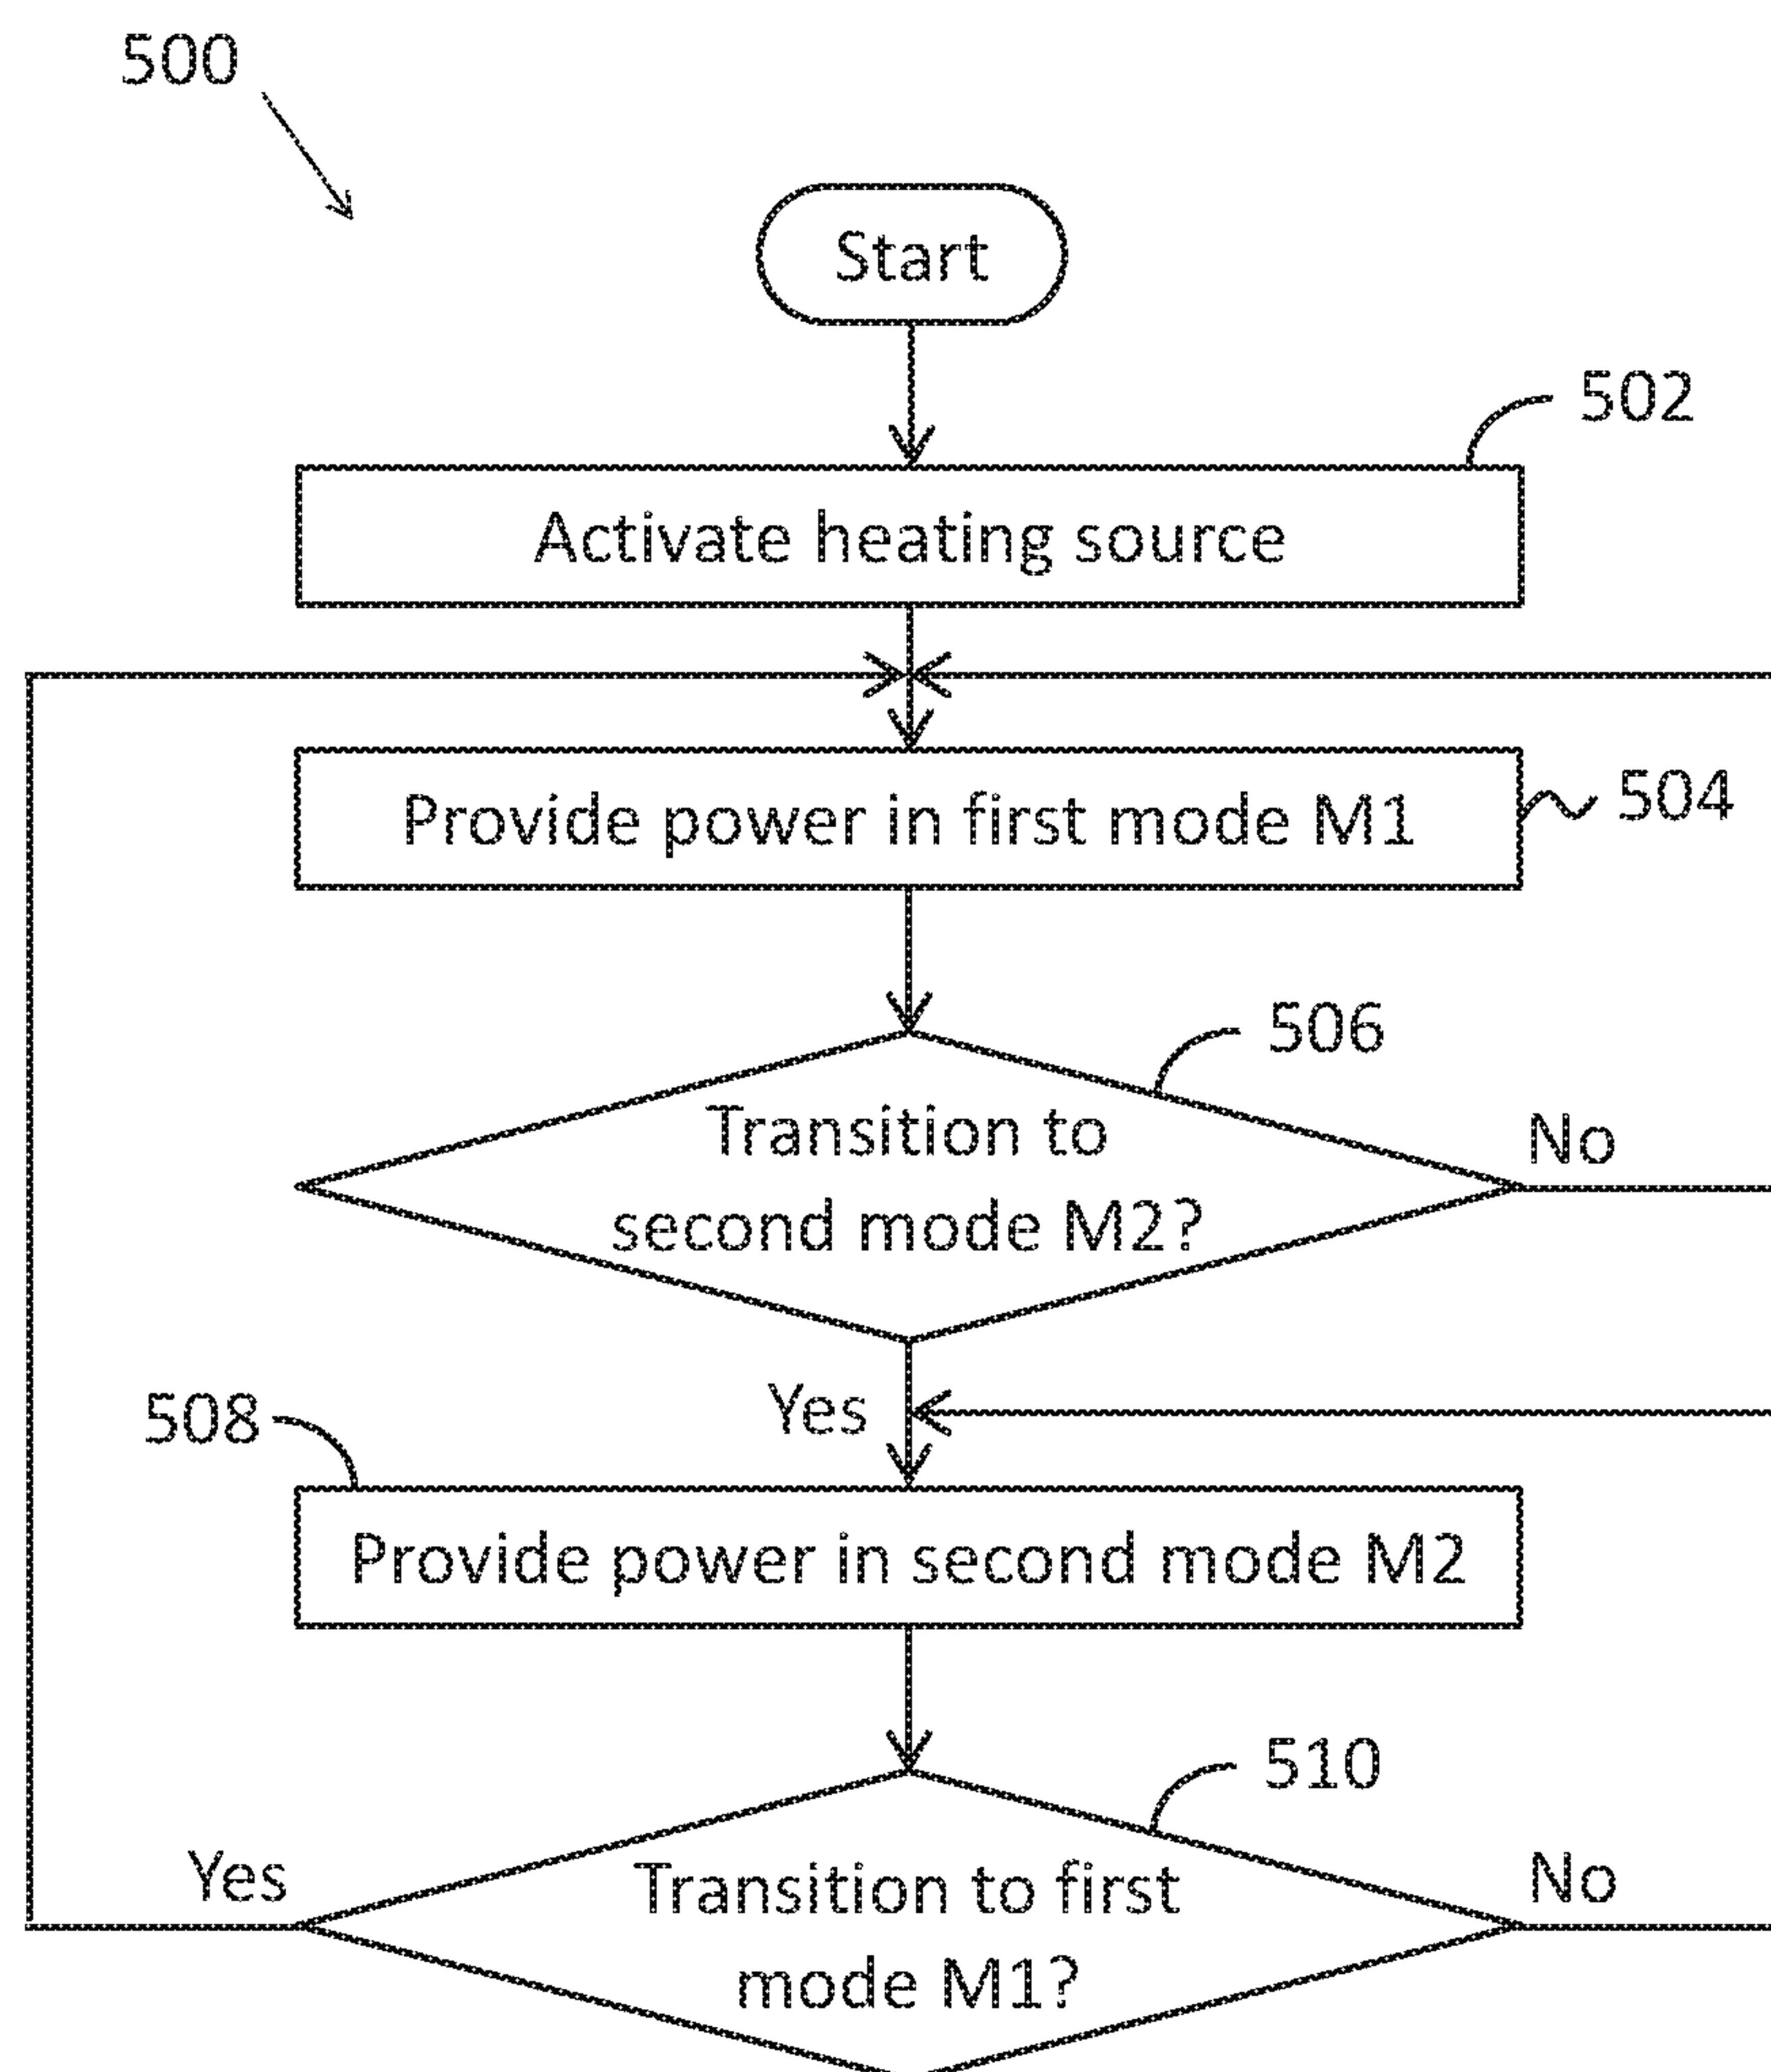 500
Start
502
Activate heating source
Provide power in first mode M1
504
506
Transition to
second mode M2?
No
Yes
508
Provide power in second mode M2
510
Yes
Transition to first
mode M1?
No